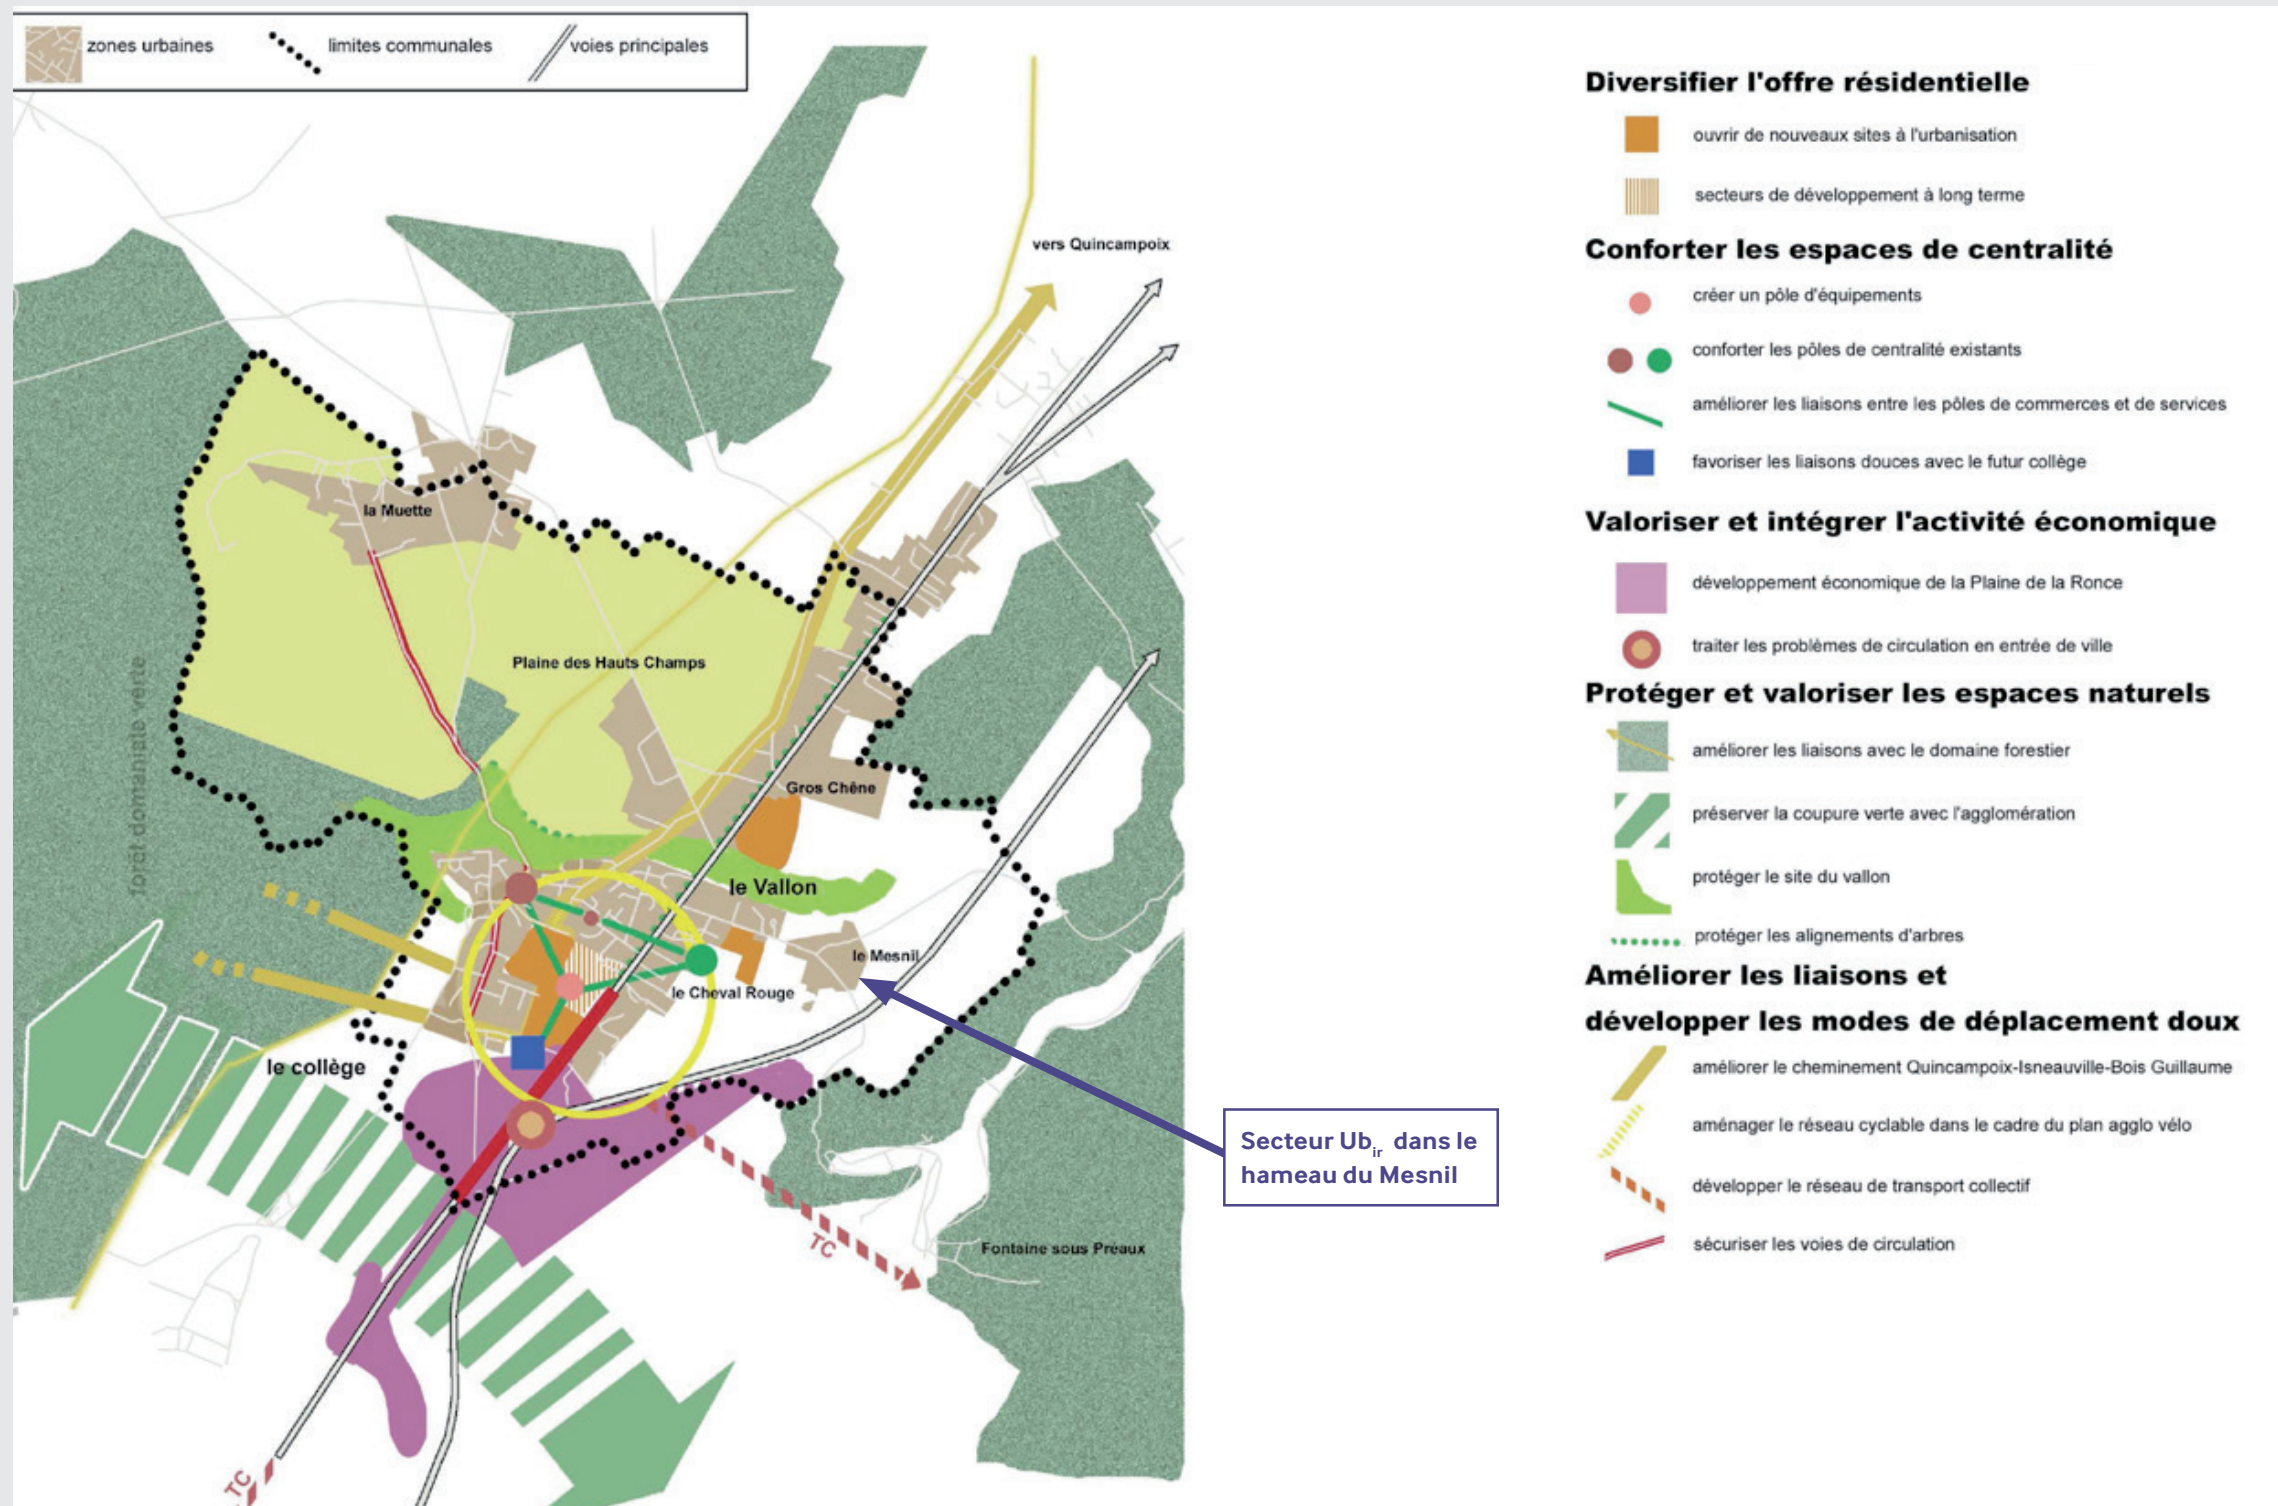 zones urbaines
limites communales
voies principales
vers Quincampoix
la Muette
Plaine des Hauts Champs
forêt domaniale verte
Gros Chêne
le Vallon
le Mesnil
le Cheval Rouge
le collège
Secteur Ubir dans le
hameau du Mesnil
TC
Fontaine sous Préaux
TC
Diversifier l'offre résidentielle
ouvrir de nouveaux sites à l'urbanisation
secteurs de développement à long terme
Conforter les espaces de centralité
créer un pôle d'équipements
conforter les pôles de centralité existants
améliorer les liaisons entre les pôles de commerces et de services
favoriser les liaisons douces avec le futur collège
Valoriser et intégrer l'activité économique
développement économique de la Plaine de la Ronce
traiter les problèmes de circulation en entrée de ville
Protéger et valoriser les espaces naturels
améliorer les liaisons avec le domaine forestier
préserver la coupure verte avec l'agglomération
protéger le site du vallon
protéger les alignements d'arbres
Améliorer les liaisons et
développer les modes de déplacement doux
améliorer le cheminement Quincampoix-Isneauville-Bois Guillaume
aménager le réseau cyclable dans le cadre du plan agglo vélo
développer le réseau de transport collectif
sécuriser les voies de circulation